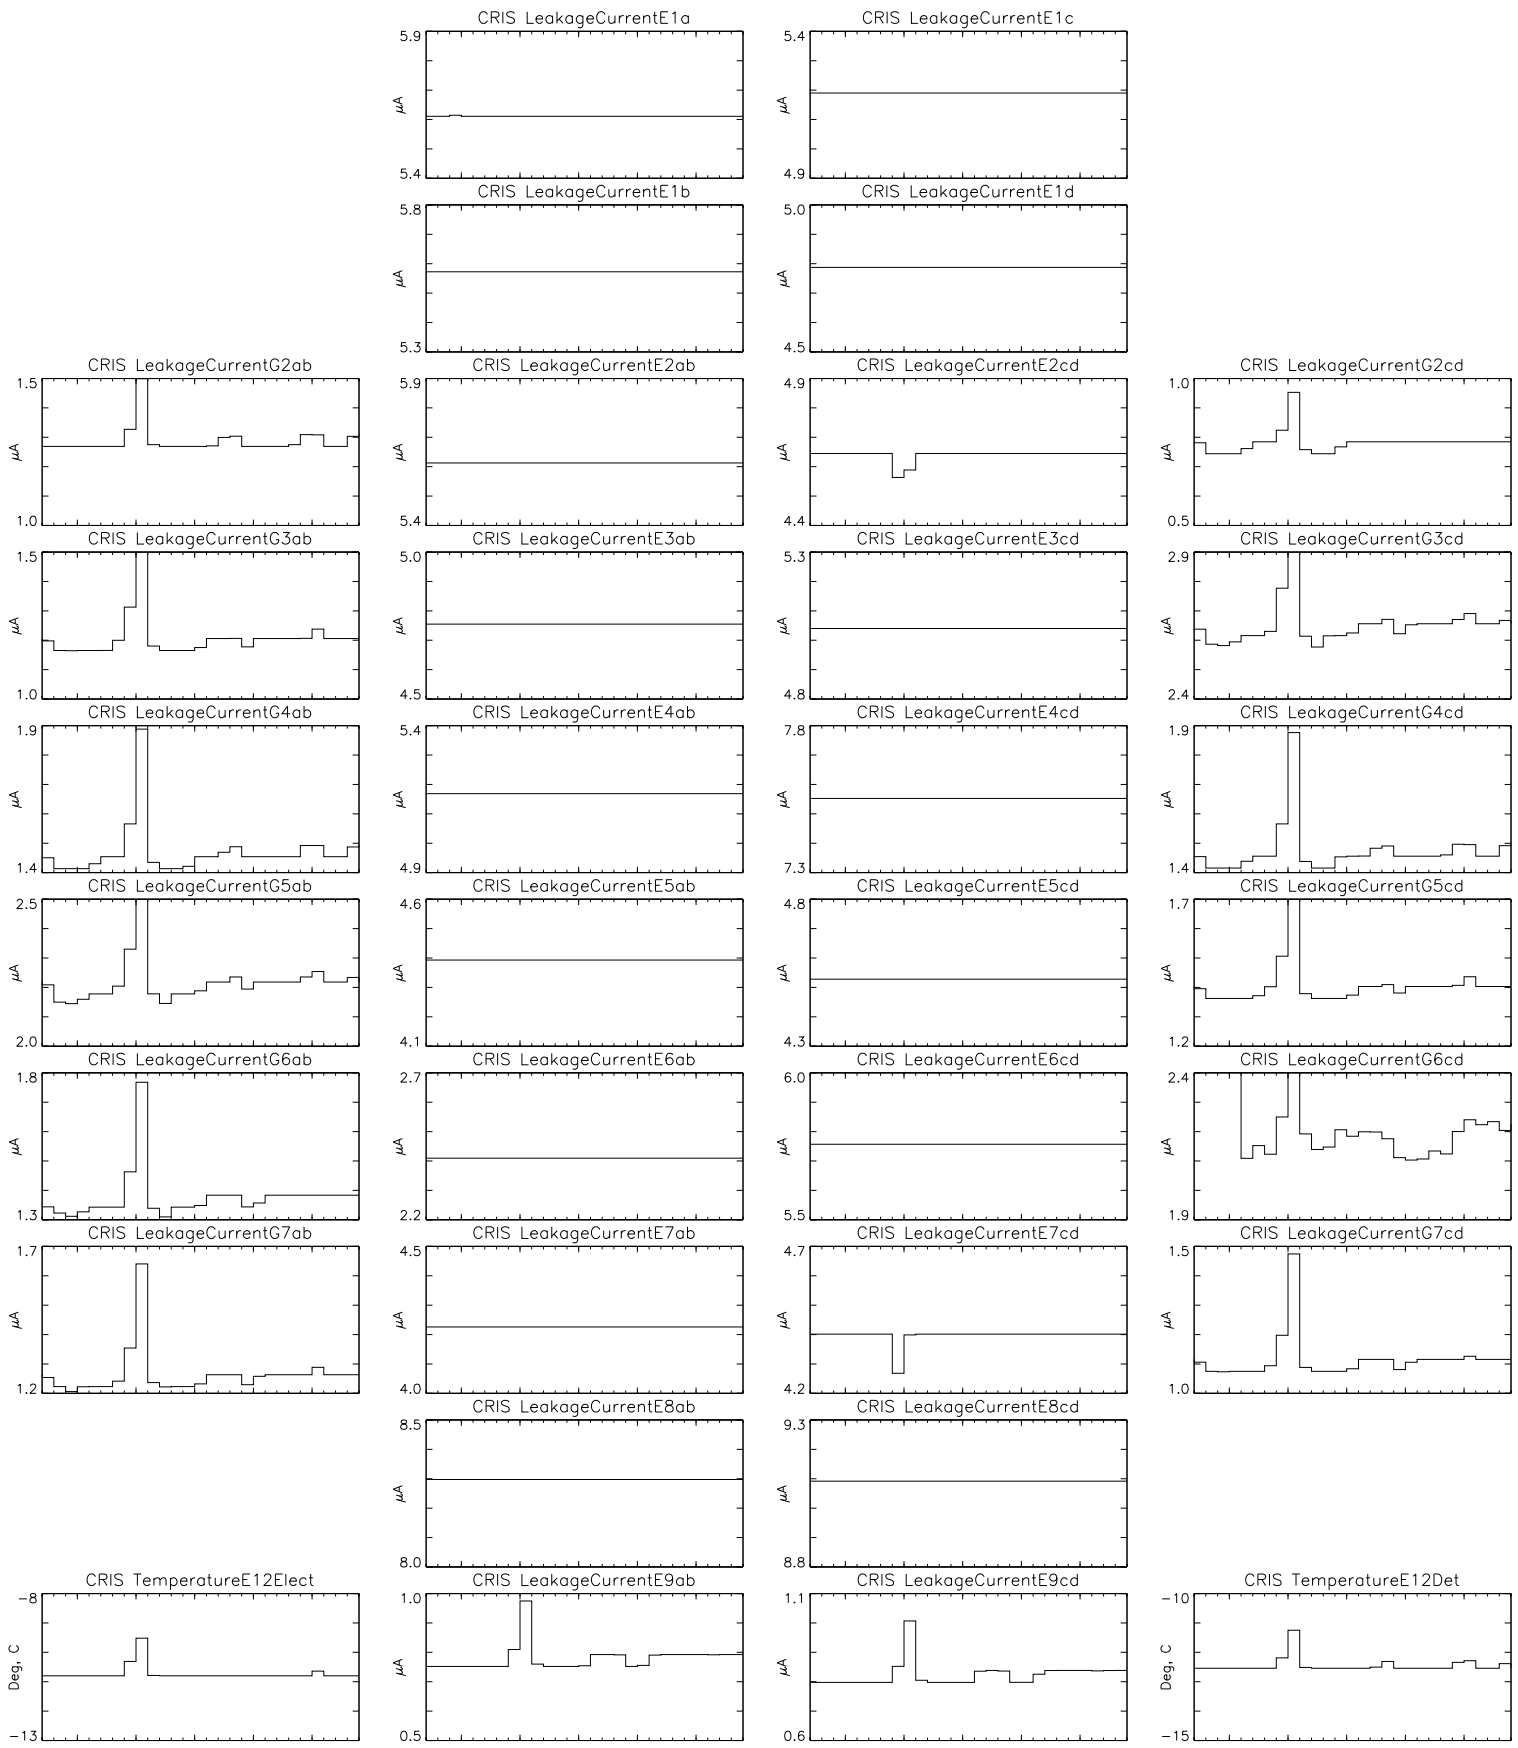 CRIS LeakageCurrentE1a CRIS LeakageCurrentE1c
5.9 5.4
μA μA
5.4 4.9
CRIS LeakageCurrentE1b CRIS LeakageCurrentE1d
5.8 5.0
μA μA
5.3 4.5
CRIS LeakageCurrentG2ab CRIS LeakageCurrentE2ab CRIS LeakageCurrentE2cd CRIS LeakageCurrentG2cd
1.5 5.9 4.9 1.0
μA μA μA μA
1.0 5.4 4.4 0.5
CRIS LeakageCurrentG3ab CRIS LeakageCurrentE3ab CRIS LeakageCurrentE3cd CRIS LeakageCurrentG3cd
1.5 5.0 5.3 2.9
μA μA μA μA
1.0 4.5 4.8 2.4
CRIS LeakageCurrentG4ab CRIS LeakageCurrentE4ab CRIS LeakageCurrentE4cd CRIS LeakageCurrentG4cd
1.9 5.4 7.8 1.9
μA μA μA μA
1.4 4.9 7.3 1.4
CRIS LeakageCurrentG5ab CRIS LeakageCurrentE5ab CRIS LeakageCurrentE5cd CRIS LeakageCurrentG5cd
2.5 4.6 4.8 1.7
μA μA μA μA
2.0 4.1 4.3 1.2
CRIS LeakageCurrentG6ab CRIS LeakageCurrentE6ab CRIS LeakageCurrentE6cd CRIS LeakageCurrentG6cd
1.8 2.7 6.0 2.4
μA μA μA μA
1.3 2.2 5.5 1.9
CRIS LeakageCurrentG7ab CRIS LeakageCurrentE7ab CRIS LeakageCurrentE7cd CRIS LeakageCurrentG7cd
1.7 4.5 4.7 1.5
μA μA μA μA
1.2 4.0 4.2 1.0
CRIS LeakageCurrentE8ab CRIS LeakageCurrentE8cd
8.5 9.3
μA μA
8.0 8.8
CRIS TemperatureE12Elect CRIS LeakageCurrentE9ab CRIS LeakageCurrentE9cd CRIS TemperatureE12Det
-8 1.0 1.1 -10
Deg, C μA μA Deg, C
-13 0.5 0.6 -15